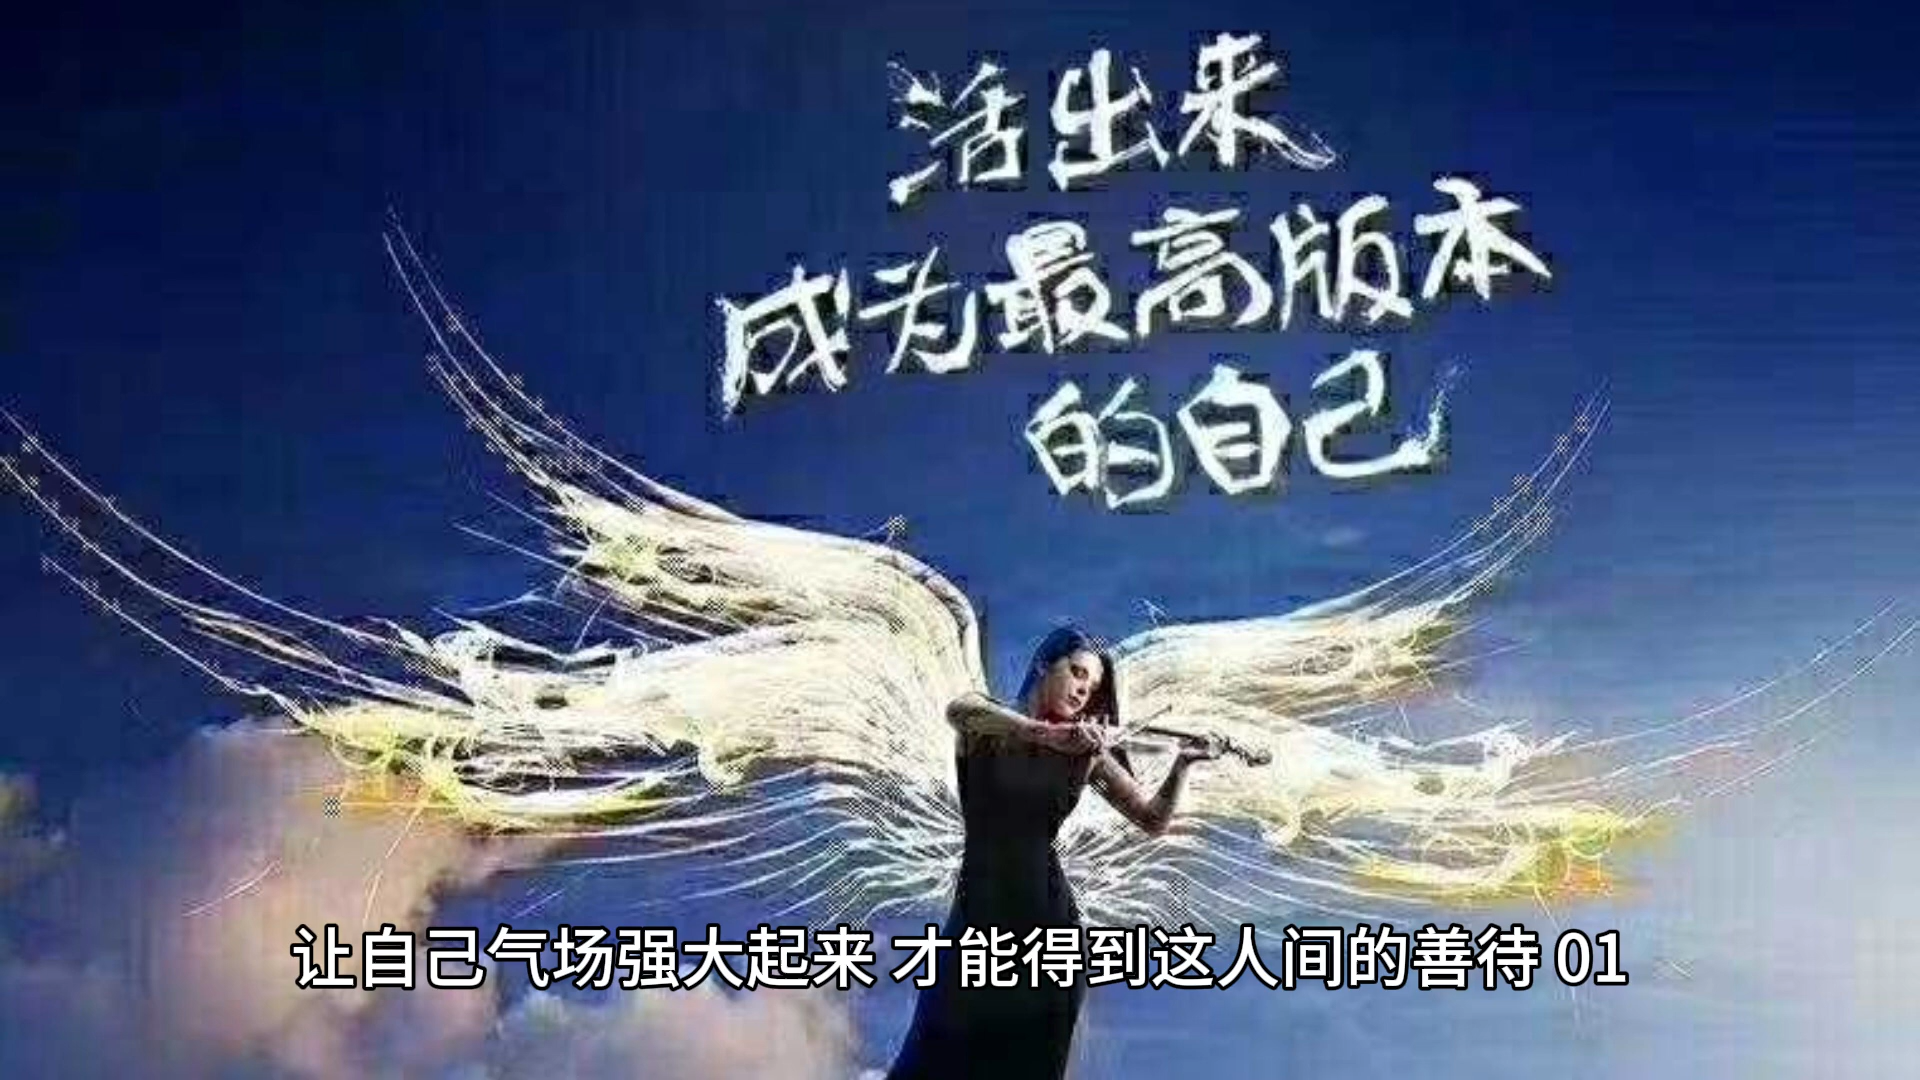 活出来
成为最高版本
的自己
让自己气场强大起来 才能得到这人间的善待 01